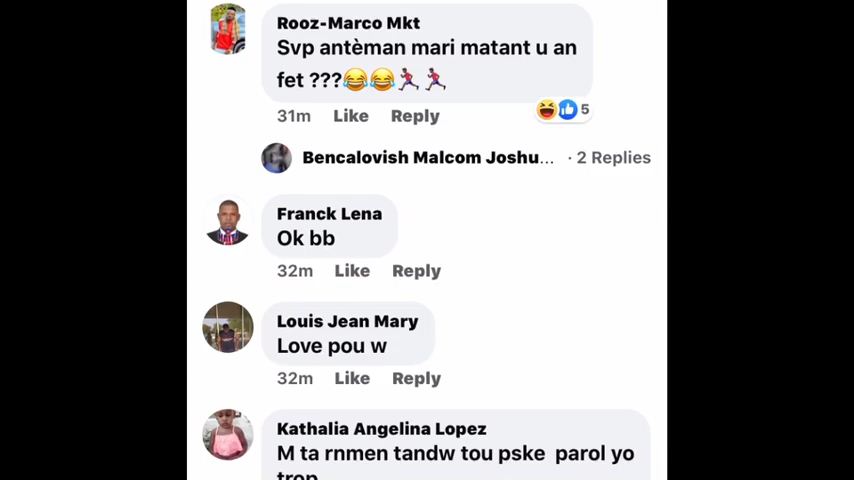 Rooz-Marco Mkt
Svp antèman mari matant u an
fet ???😂😂🏃🏾🏃🏾
31m Like Reply 5
Bencalovish Malcom Joshu... · 2 Replies
Franck Lena
Ok bb
32m Like Reply
Louis Jean Mary
Love pou w
32m Like Reply
Kathalia Angelina Lopez
M ta rnmen tandw tou pske parol yo
trop